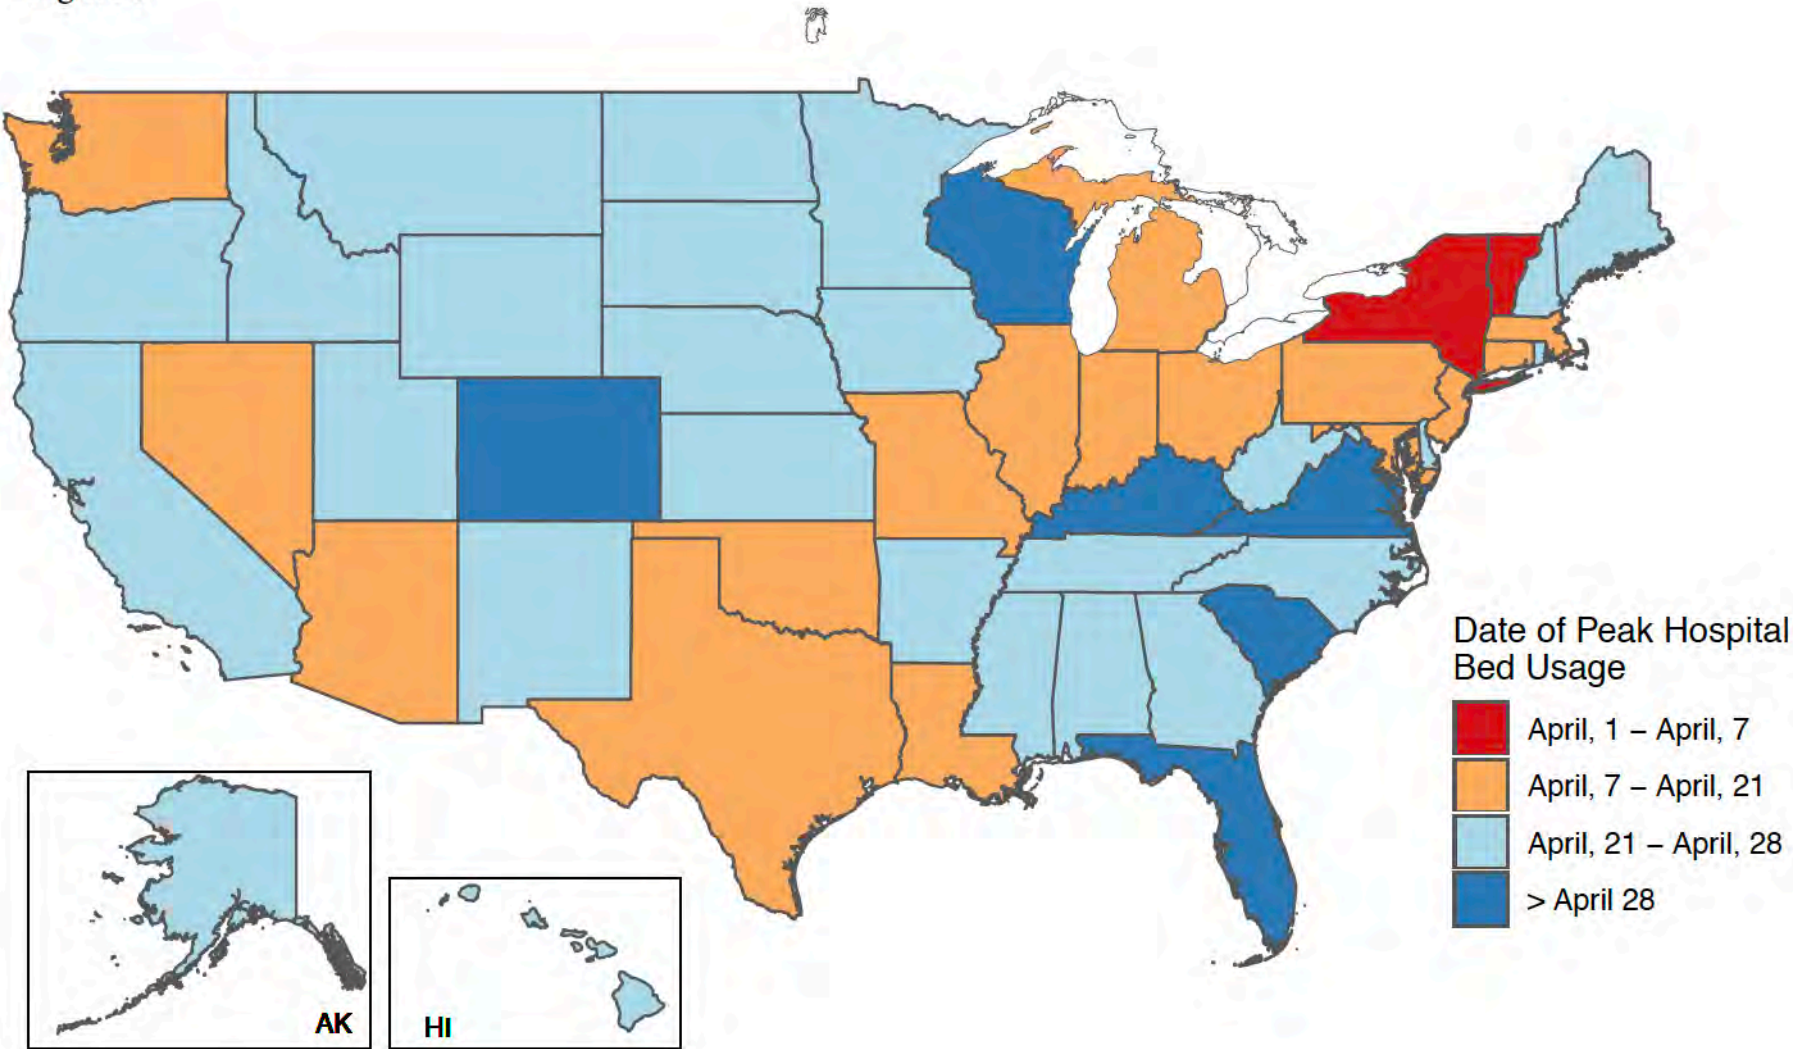 Date of Peak Hospital
Bed Usage
April, 1 – April, 7
April, 7 – April, 21
April, 21 – April, 28
> April 28
AK
HI